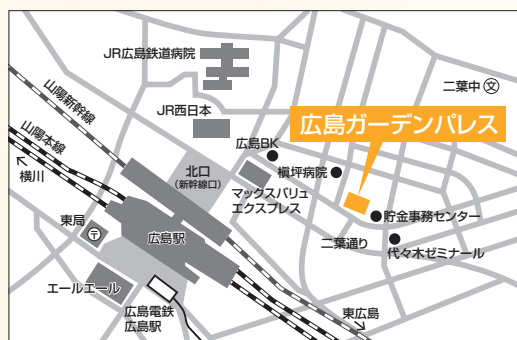 JR広島鉄道病院
二葉中
文
山陽新幹線
JR西日本
広島ガーデンパレス
山陽本線
広島BK
横川
北口
(新幹線口)
槇坪病院
マックスバリュ
エクスプレス
貯金事務センター
東局
〒
広島駅
二葉通り
代々木ゼミナール
エールエール
広島電鉄
広島駅
東広島